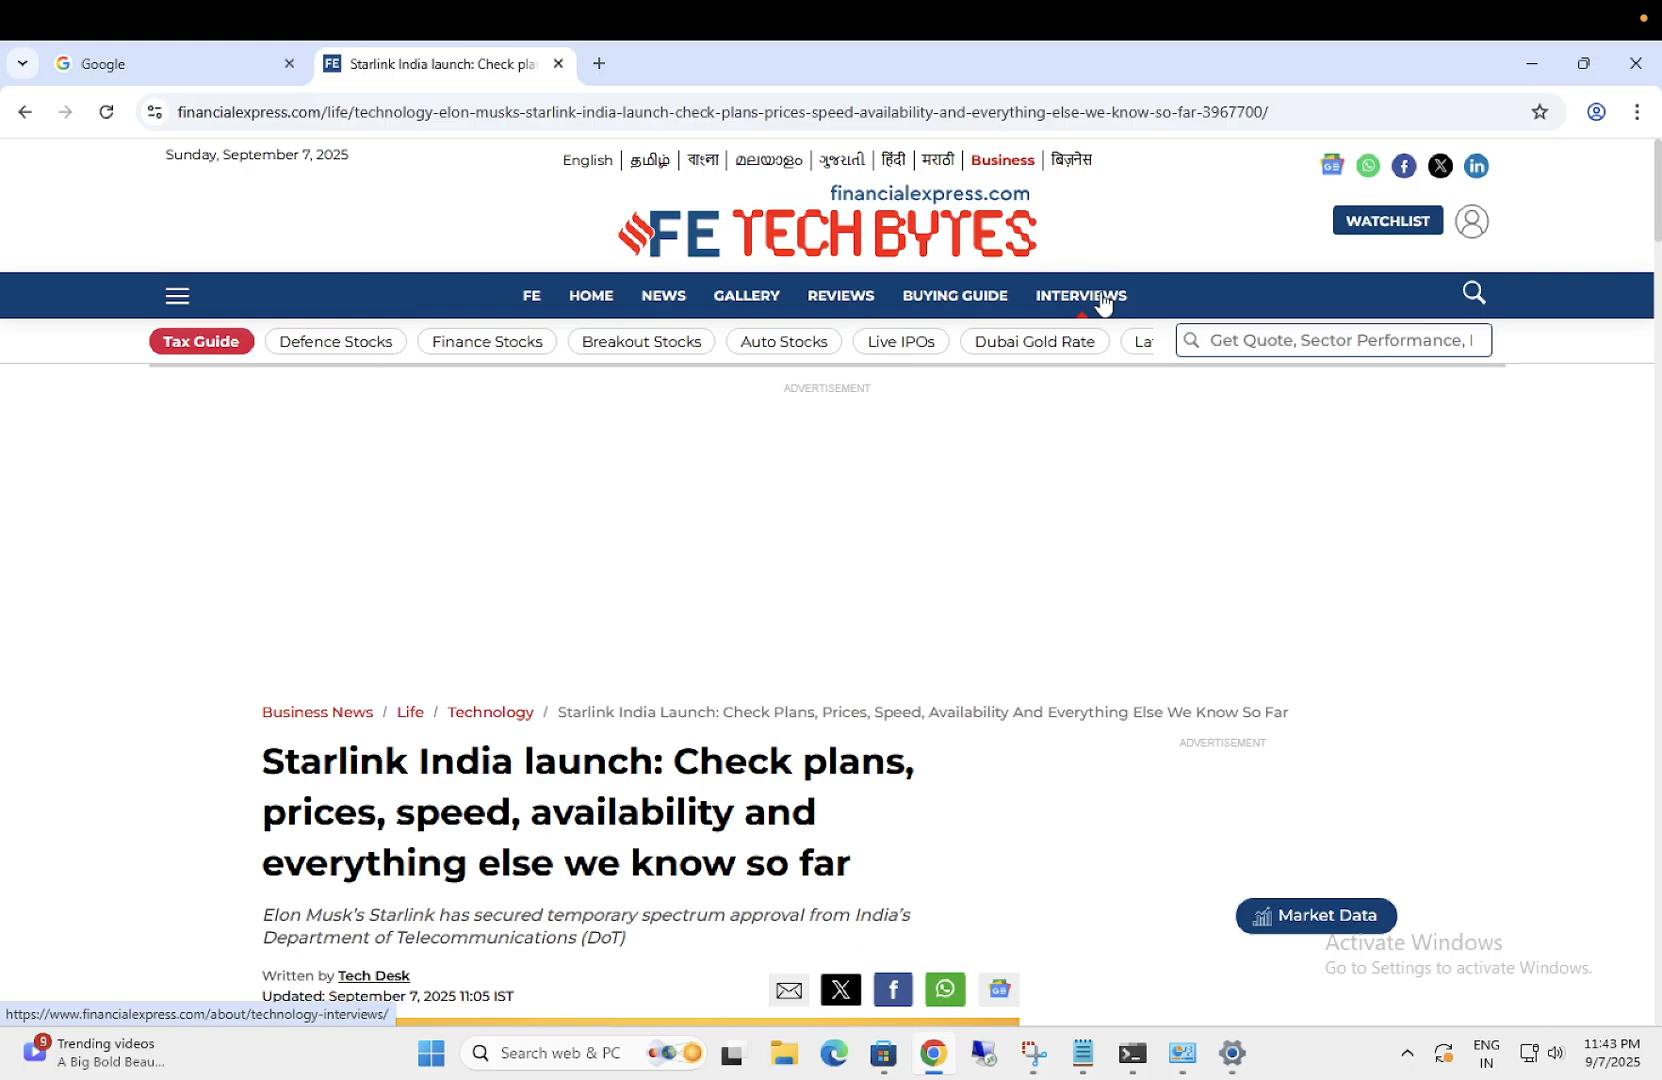 Google
FE Starlink India launch: Check pla
financialexpress.com/life/technology-elon-musks-starlink-india-launch-check-plans-prices-speed-availability-and-everything-else-we-know-so-far-3967700/
Sunday, September 7, 2025
English | தமிழ் | বাংলা | മലയാളം | ગુજરાતી | हिंदी | मराठी | Business | बिज़नेस
financialexpress.com
FE TECH BYTES
WATCHLIST
FE HOME NEWS GALLERY REVIEWS BUYING GUIDE INTERVIEWS
Tax Guide Defence Stocks Finance Stocks Breakout Stocks Auto Stocks Live IPOs Dubai Gold Rate La Get Quote, Sector Performance, I
ADVERTISEMENT
Business News / Life / Technology / Starlink India Launch: Check Plans, Prices, Speed, Availability And Everything Else We Know So Far
ADVERTISEMENT
Starlink India launch: Check plans,
prices, speed, availability and
everything else we know so far
Elon Musk's Starlink has secured temporary spectrum approval from India's
Department of Telecommunications (DoT)
Market Data
Activate Windows
Go to Settings to activate Windows.
Written by Tech Desk
Updated: September 7, 2025 11:05 IST
https://www.financialexpress.com/about/technology-interviews/
9 Trending videos
A Big Bold Beau...
Search web & PC
ENG
IN
11:43 PM
9/7/2025